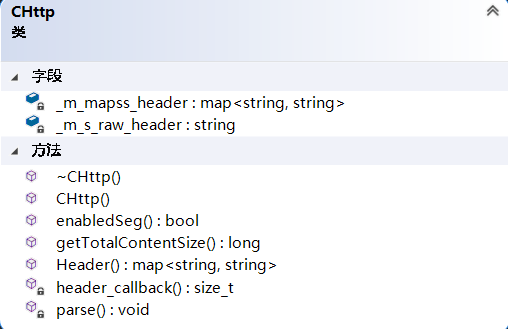 CHttp
类
字段
_m_mapss_header : map<string, string>
_m_s_raw_header : string
方法
~CHttp()
CHttp()
enabledSeg() : bool
getTotalContentSize() : long
Header() : map<string, string>
header_callback() : size_t
parse() : void